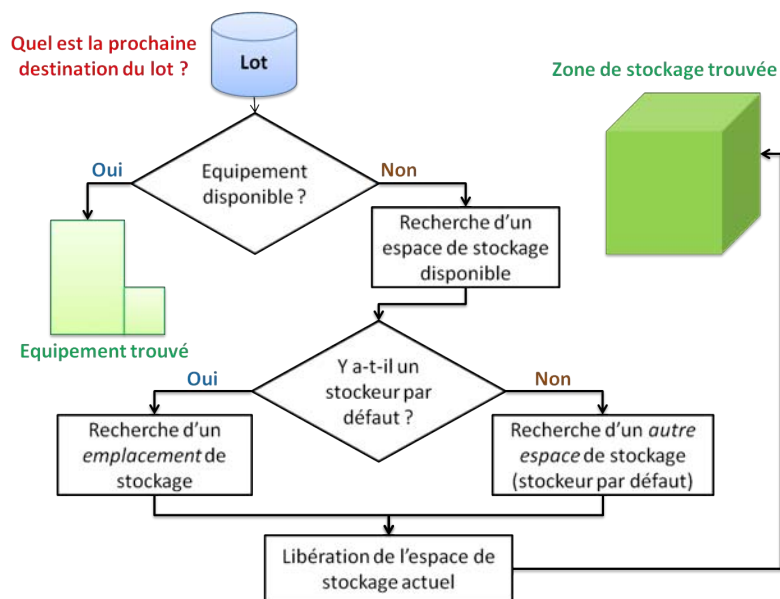 Quel est la prochaine
destination du lot ?
Lot
Zone de stockage trouvée
Oui
Equipement
disponible ?
Non
Recherche d'un
espace de stockage
disponible
Equipement trouvé
Oui
Y a-t-il un
stockeur par
défaut ?
Non
Recherche d'un
emplacement de
stockage
Recherche d'un autre
espace de stockage
(stockeur par défaut)
Libération de l'espace de
stockage actuel